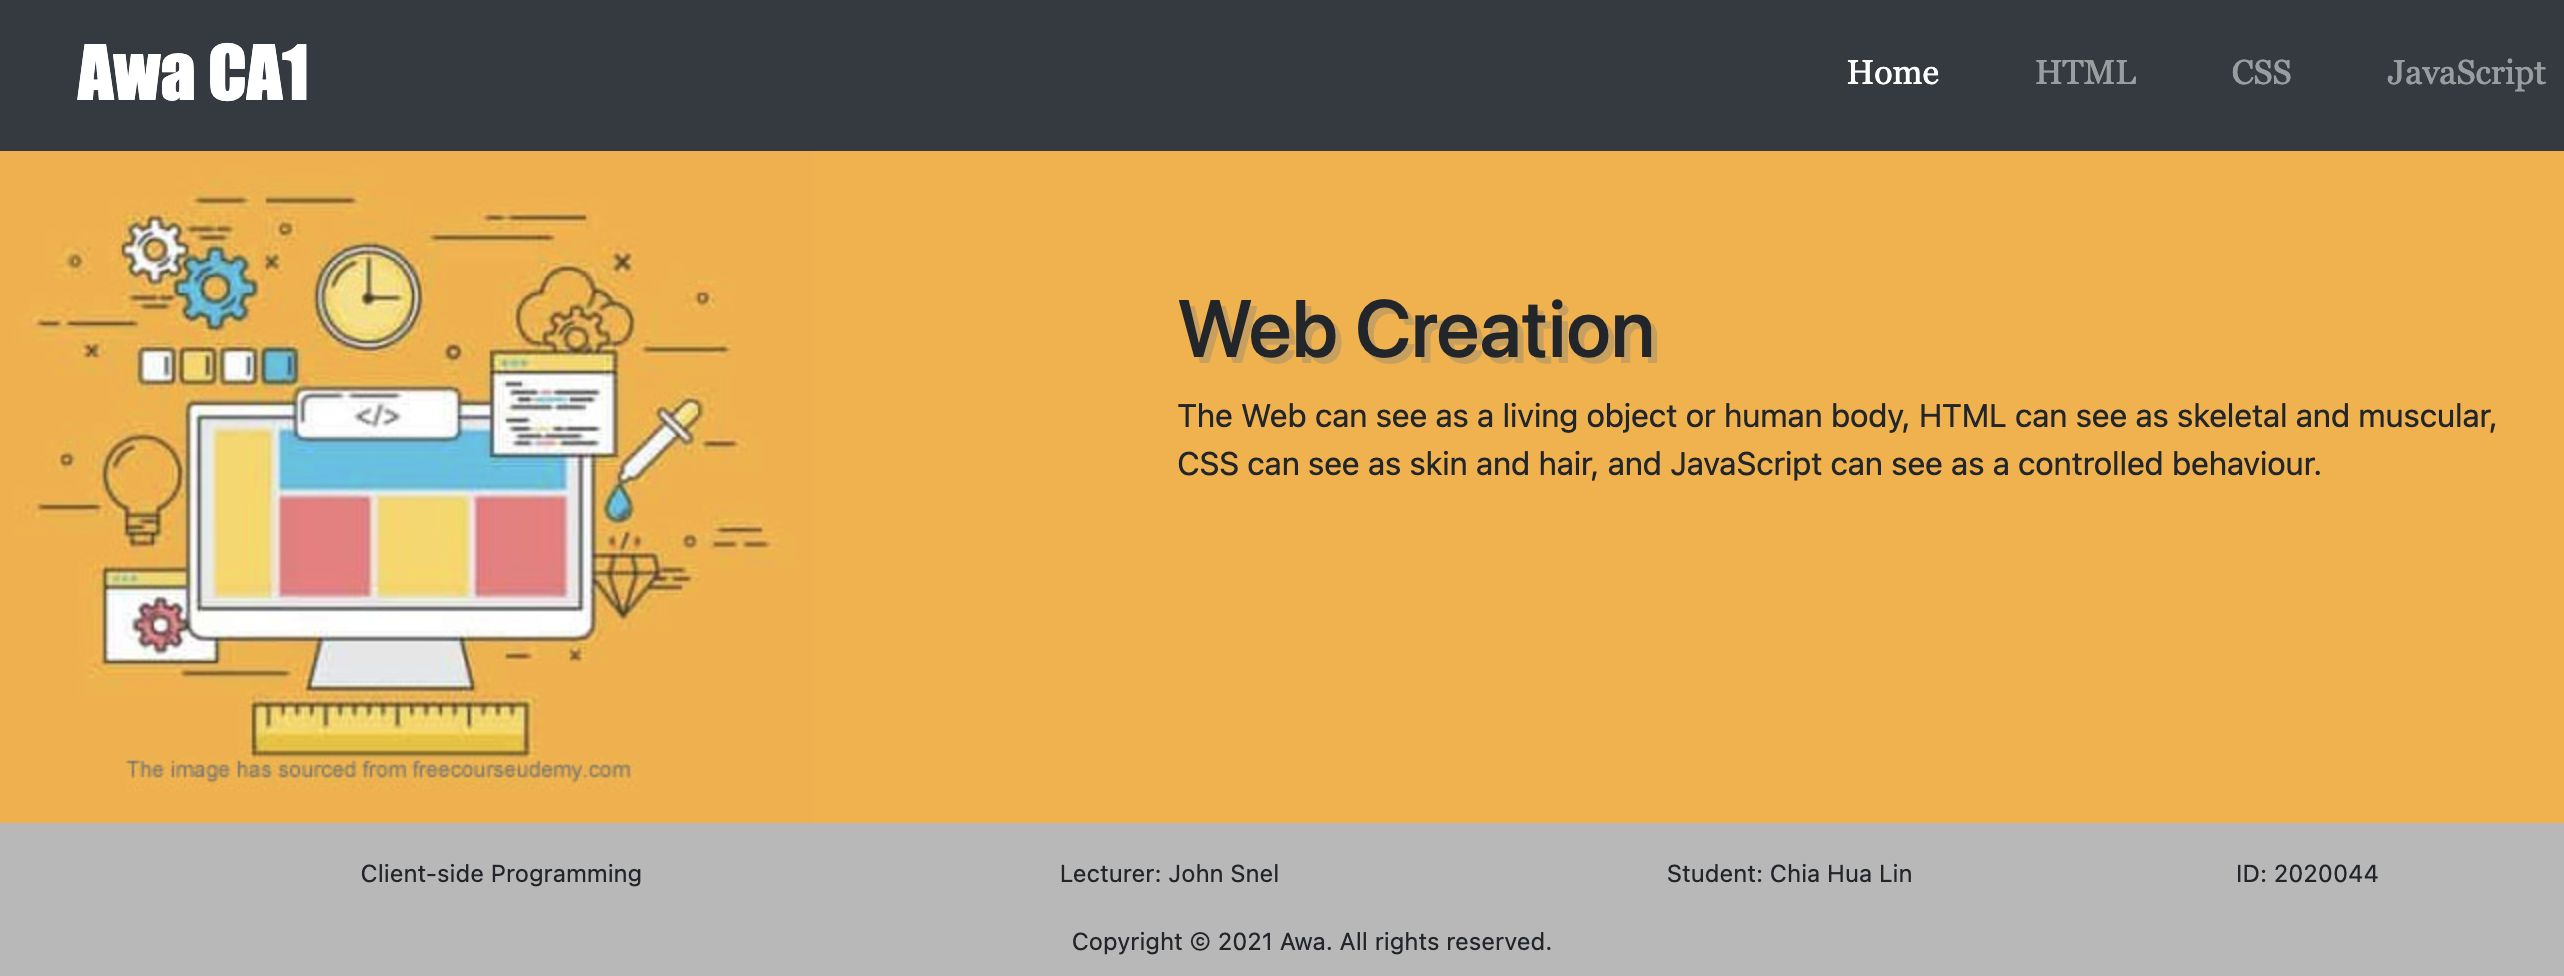 Awa CA1
Home HTML CSS JavaScript
</>
</>
Web Creation
The Web can see as a living object or human body, HTML can see as skeletal and muscular,
CSS can see as skin and hair, and JavaScript can see as a controlled behaviour.
The image has sourced from freecourseudemy.com
Client-side Programming Lecturer: John Snel Student: Chia Hua Lin ID: 2020044
Copyright © 2021 Awa. All rights reserved.